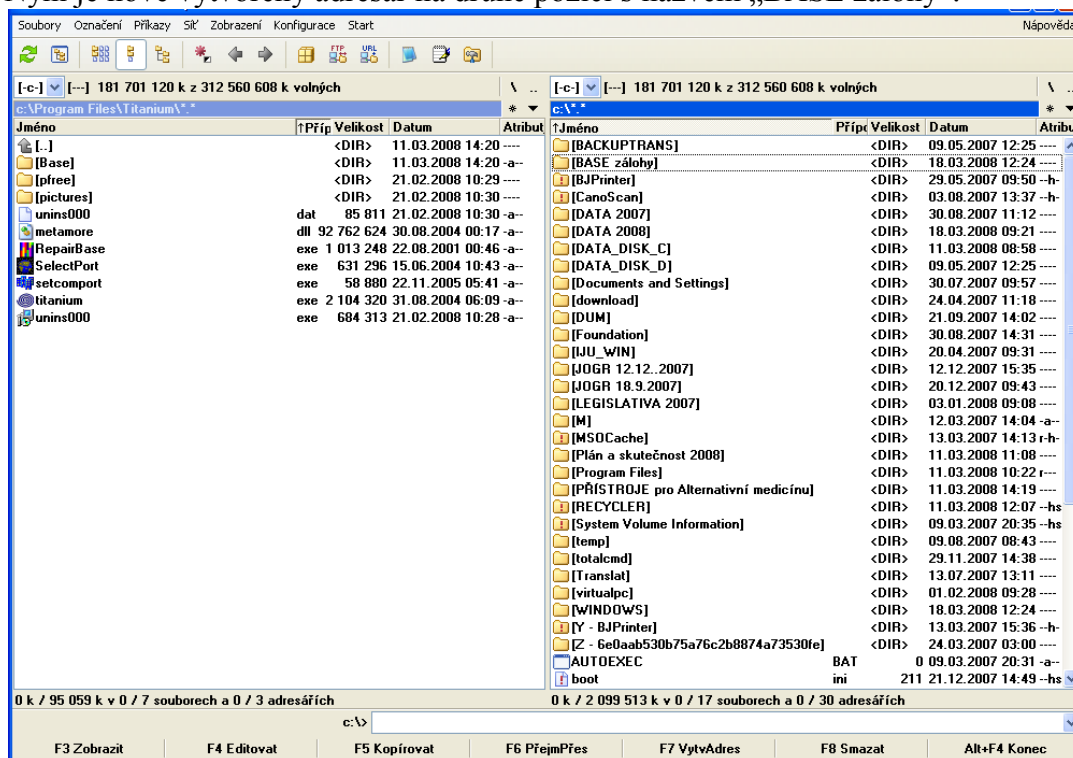 Nyní je nově vytvořený adresář na druhé pozici s názvem „BASE zálohy“.
Soubory Označení Příkazy Síť Zobrazení Konfigurace Start Nápověda
FTP URL
[-c-] [---] 181 701 120 k z 312 560 608 k volných \ ..
c:\Program Files\Titanium\*.* * ▼
Jméno ↑Příp Velikost Datum Atribut
[..] <DIR> 11.03.2008 14:20 ----
[Base] <DIR> 11.03.2008 14:20 -a--
[pfree] <DIR> 21.02.2008 10:29 ----
[pictures] <DIR> 21.02.2008 10:30 ----
unins000 dat 85 811 21.02.2008 10:30 -a--
metamore dll 92 762 624 30.08.2004 00:17 -a--
RepairBase exe 1 013 248 22.08.2001 00:46 -a--
SelectPort exe 631 296 15.06.2004 10:43 -a--
setcomport exe 58 880 22.11.2005 05:41 -a--
titanium exe 2 104 320 31.08.2004 06:09 -a--
unins000 exe 684 313 21.02.2008 10:28 -a--
0 k / 95 059 k v 0 / 7 souborech a 0 / 3 adresářích
[-c-] [---] 181 701 120 k z 312 560 608 k volných \ ..
c:\*.* * ▼
↑Jméno Přípo Velikost Datum Atribu
[BACKUPTRANS] <DIR> 09.05.2007 12:25 ----
[BASE zálohy] <DIR> 18.03.2008 12:24 ----
[BJPrinter] <DIR> 29.05.2007 09:50 --h-
[CanoScan] <DIR> 03.08.2007 13:37 --h-
[DATA 2007] <DIR> 30.08.2007 11:12 ----
[DATA 2008] <DIR> 18.03.2008 09:21 ----
[DATA_DISK_C] <DIR> 11.03.2008 08:58 ----
[DATA_DISK_D] <DIR> 09.05.2007 12:25 ----
[Documents and Settings] <DIR> 30.07.2007 09:57 ----
[download] <DIR> 24.04.2007 11:18 ----
[DUM] <DIR> 21.09.2007 14:02 ----
[Foundation] <DIR> 30.08.2007 14:31 ----
[IJU_WIN] <DIR> 20.04.2007 09:31 ----
[JOGR 12.12..2007] <DIR> 12.12.2007 15:35 ----
[JOGR 18.9.2007] <DIR> 20.12.2007 09:43 ----
[LEGISLATIVA 2007] <DIR> 03.01.2008 09:08 ----
[M] <DIR> 12.03.2007 14:04 -a--
[MSOCache] <DIR> 13.03.2007 14:13 r-h-
[Plán a skutečnost 2008] <DIR> 11.03.2008 11:08 ----
[Program Files] <DIR> 11.03.2008 10:22 r---
[PŘÍSTROJE pro Alternativní medicínu] <DIR> 11.03.2008 14:19 ----
[RECYCLER] <DIR> 11.03.2008 12:07 --hs
[System Volume Information] <DIR> 09.03.2007 20:35 --hs
[temp] <DIR> 09.08.2007 08:43 ----
[totalcmd] <DIR> 29.11.2007 14:38 ----
[Translat] <DIR> 13.07.2007 13:11 ----
[virtualpc] <DIR> 01.02.2008 09:28 ----
[WINDOWS] <DIR> 18.03.2008 12:24 ----
[Y - BJPrinter] <DIR> 13.03.2007 15:36 --h-
[Z - 6e0aab530b75a76c2b8874a73530fe] <DIR> 24.03.2007 03:00 ----
AUTOEXEC BAT 0 09.03.2007 20:31 -a--
boot ini 211 21.12.2007 14:49 --hs
0 k / 2 099 513 k v 0 / 17 souborech a 0 / 30 adresářích
c:\>
F3 Zobrazit F4 Editovat F5 Kopírovat F6 PřejmPřes F7 VytvAdres F8 Smazat Alt+F4 Konec